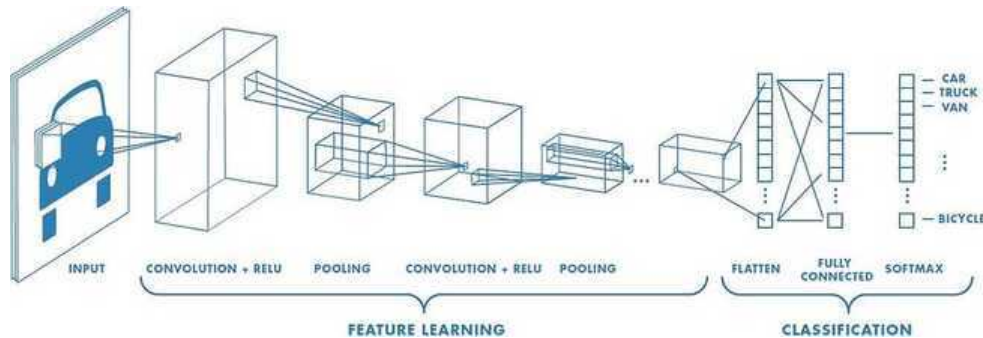 CAR
TRUCK
VAN
BICYCLE
INPUT
CONVOLUTION + RELU
POOLING
CONVOLUTION + RELU
POOLING
FLATTEN
FULLY
CONNECTED
SOFTMAX
FEATURE LEARNING
CLASSIFICATION